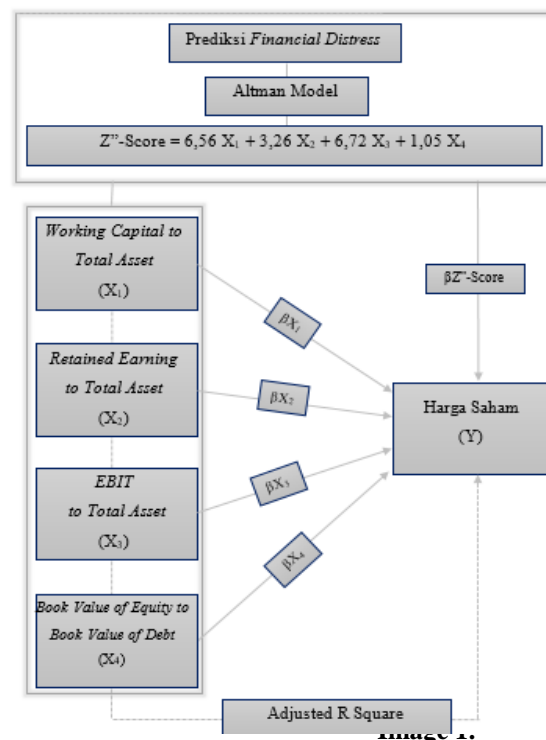 Prediksi Financial Distress
Altman Model
Z”-Score = 6,56 X₁ + 3,26 X₂ + 6,72 X₃ + 1,05 X₄
Working Capital to
Total Asset
(X₁)
βZ”-Score
βX₁
Retained Earning
to Total Asset
(X₂)
βX₂
Harga Saham
(Y)
EBIT
to Total Asset
(X₃)
βX₃
Book Value of Equity to
Book Value of Debt
(X₄)
βX₄
Adjusted R Square
Image 1.